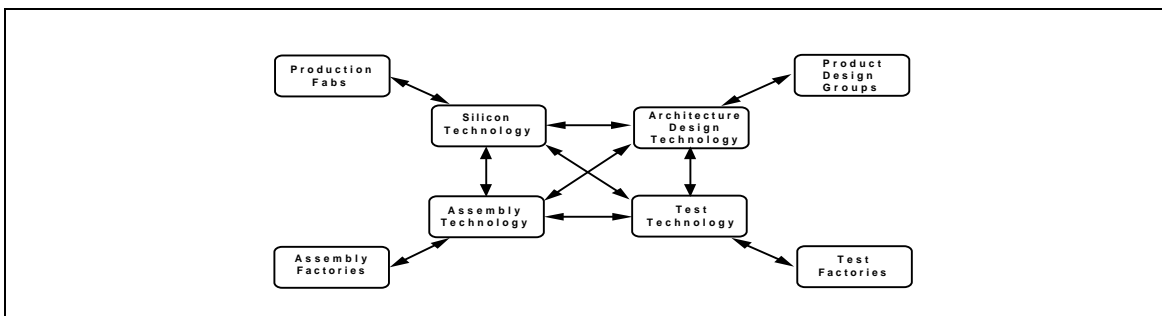 Production
Fabs
Product
Design
Groups
Silicon
Technology
Architecture
Design
Technology
Assembly
Technology
Test
Technology
Assembly
Factories
Test
Factories